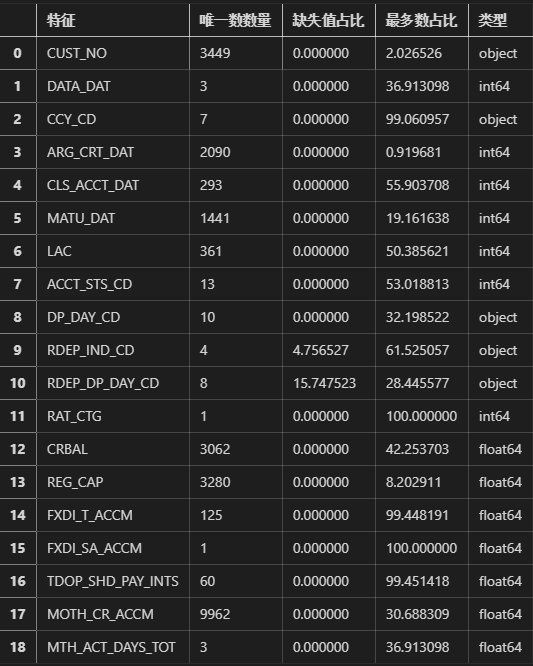 特征 唯一数数量 缺失值占比 最多数占比 类型
0 CUST_NO 3449 0.000000 2.026526 object
1 DATA_DAT 3 0.000000 36.913098 int64
2 CCY_CD 7 0.000000 99.060957 object
3 ARG_CRT_DAT 2090 0.000000 0.919681 int64
4 CLS_ACCT_DAT 293 0.000000 55.903708 int64
5 MATU_DAT 1441 0.000000 19.161638 int64
6 LAC 361 0.000000 50.385621 int64
7 ACCT_STS_CD 13 0.000000 53.018813 int64
8 DP_DAY_CD 10 0.000000 32.198522 object
9 RDEP_IND_CD 4 4.756527 61.525057 object
10 RDEP_DP_DAY_CD 8 15.747523 28.445577 object
11 RAT_CTG 1 0.000000 100.000000 int64
12 CRBAL 3062 0.000000 42.253703 float64
13 REG_CAP 3280 0.000000 8.202911 float64
14 FXDI_T_ACCM 125 0.000000 99.448191 float64
15 FXDI_SA_ACCM 1 0.000000 100.000000 float64
16 TDOP_SHD_PAY_INTS 60 0.000000 99.451418 float64
17 MOTH_CR_ACCM 9962 0.000000 30.688309 float64
18 MTH_ACT_DAYS_TOT 3 0.000000 36.913098 float64